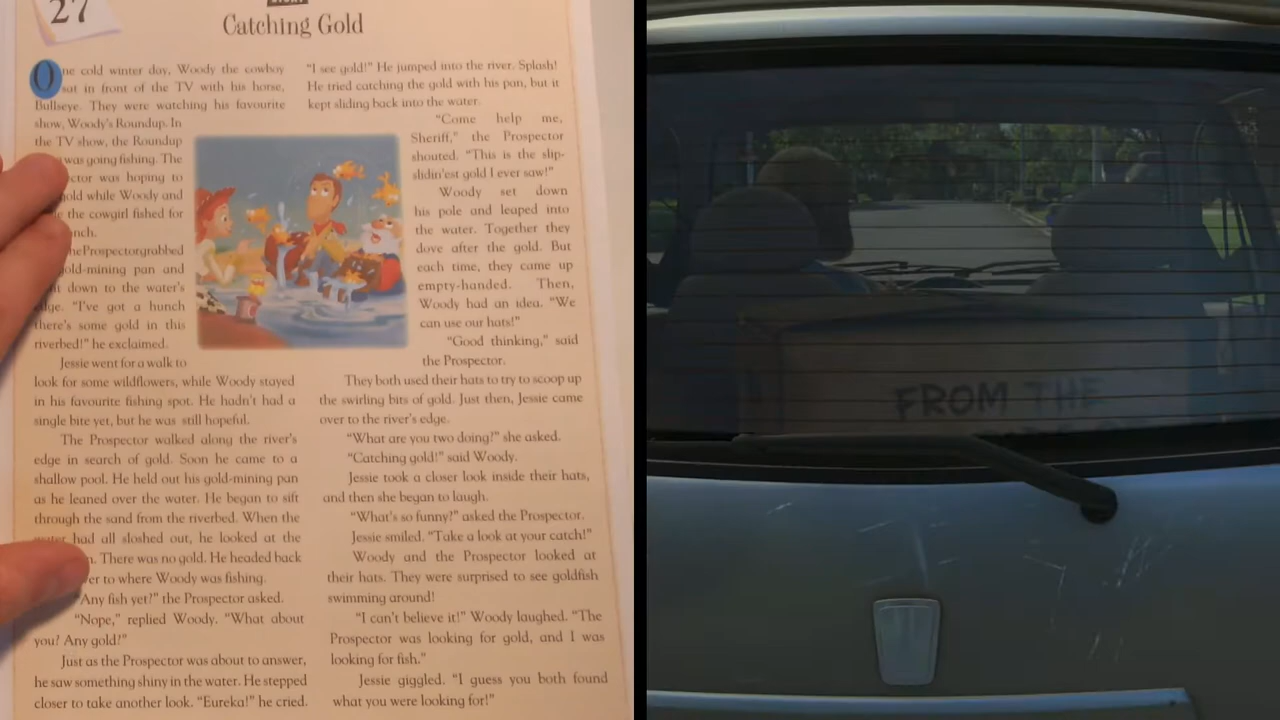 27
STORY
Catching Gold
One cold winter day, Woody the cowboy
sat in front of the TV with his horse,
Bullseye. They were watching his favourite
show, Woody's Roundup. In
the TV show, the Roundup
was going fishing. The
ctor was hoping to
gold while Woody and
the cowgirl fished for
nch.
heProspectorgrabbed
old-mining pan and
t down to the water's
edge. "I've got a hunch
there's some gold in this
riverbed!" he exclaimed.
Jessie went for a walk to
look for some wildflowers, while Woody stayed
in his favourite fishing spot. He hadn't had a
single bite yet, but he was still hopeful.
The Prospector walked along the river's
edge in search of gold. Soon he came to a
shallow pool. He held out his gold-mining pan
as he leaned over the water. He began to sift
through the sand from the riverbed. When the
water had all sloshed out, he looked at the
n. There was no gold. He headed back
er to where Woody was fishing.
"Any fish yet?" the Prospector asked.
"Nope," replied Woody. "What about
you? Any gold?"
Just as the Prospector was about to answer,
he saw something shiny in the water. He stepped
closer to take another look. "Eureka!" he cried.
"I see gold!" He jumped into the river. Splash!
He tried catching the gold with his pan, but it
kept sliding back into the water.
"Come help me,
Sheriff," the Prospector
shouted. "This is the slip-
slidin'est gold I ever saw!"
Woody set down
his pole and leaped into
the water. Together they
dove after the gold. But
each time, they came up
empty-handed. Then,
Woody had an idea. "We
can use our hats!"
"Good thinking," said
the Prospector.
They both used their hats to try to scoop up
the swirling bits of gold. Just then, Jessie came
over to the river's edge.
"What are you two doing?" she asked.
"Catching gold!" said Woody.
Jessie took a closer look inside their hats,
and then she began to laugh.
"What's so funny?" asked the Prospector.
Jessie smiled. "Take a look at your catch!"
Woody and the Prospector looked at
their hats. They were surprised to see goldfish
swimming around!
"I can't believe it!" Woody laughed. "The
Prospector was looking for gold, and I was
looking for fish."
Jessie giggled. "I guess you both found
what you were looking for!"
FROM THE